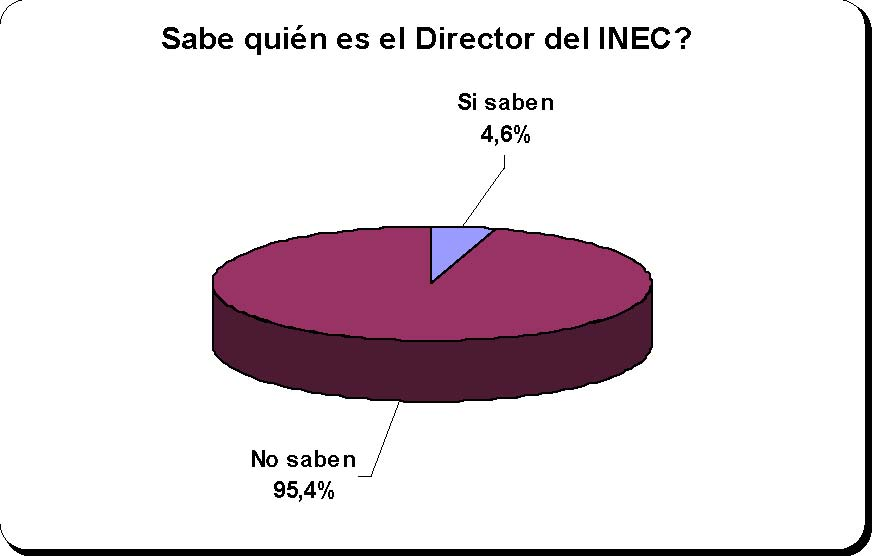 Sabe quién es el Director del INEC?
Si saben
4,6%
No saben
95,4%